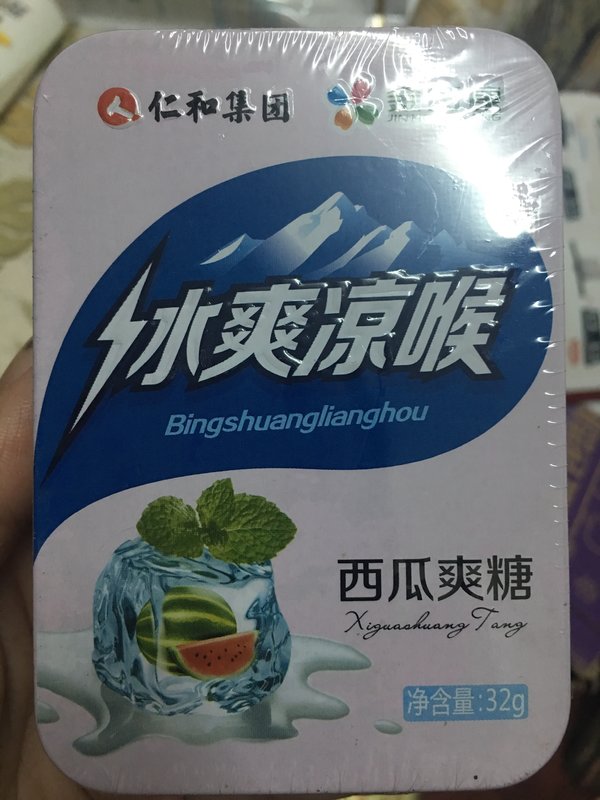 仁和集团
冰爽凉喉
Bingshuanglianghou
西瓜爽糖
Xiguashuang Tang
净含量:32g